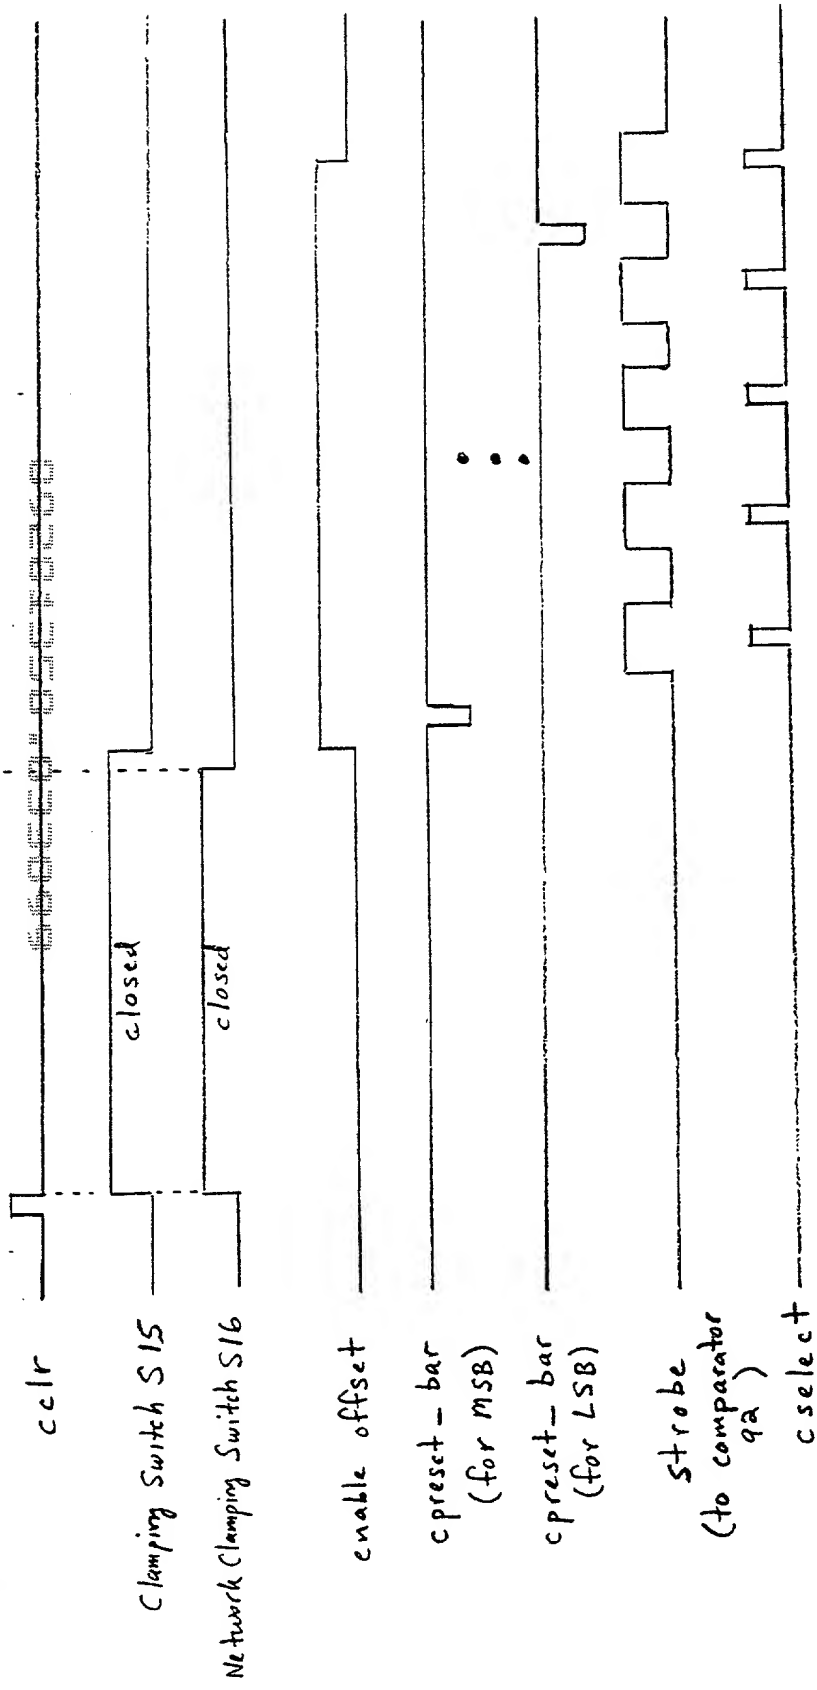 cclr
Clamping Switch S15
closed
Network Clamping Switch S16
closed
enable offset
cpreset_bar
(for MSB)
cpreset_bar
(for LSB)
strobe
(to comparator
92)
cselect